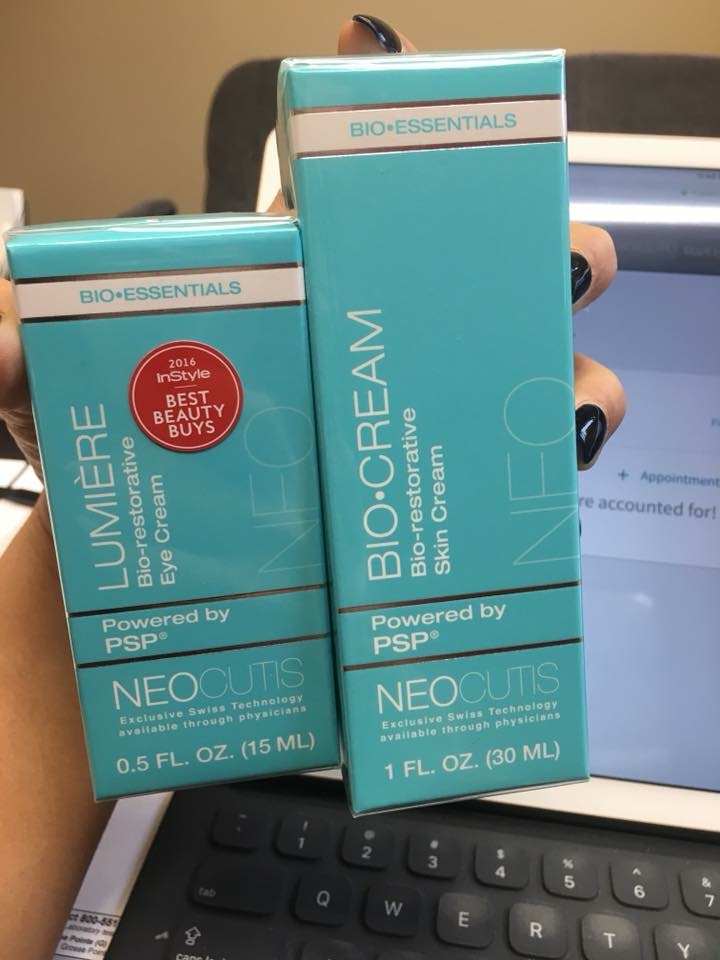 BIO•ESSENTIALS
2016
InStyle
BEST
BEAUTY
BUYS
LUMIÈRE
Bio-restorative
Eye Cream
NEO
Powered by
PSP®
NEOCUTIS
Exclusive Swiss Technology
available through physicians
0.5 FL. OZ. (15 ML)
BIO•ESSENTIALS
BIO•CREAM
Bio-restorative
Skin Cream
NEO
Powered by
PSP®
NEOCUTIS
Exclusive Swiss Technology
available through physicians
1 FL. OZ. (30 ML)
+ Appointment
re accounted for!
~
!
1
@
2
#
3
$
4
%
5
^
6
&
7
tab
Q
W
E
R
T
Y
caps